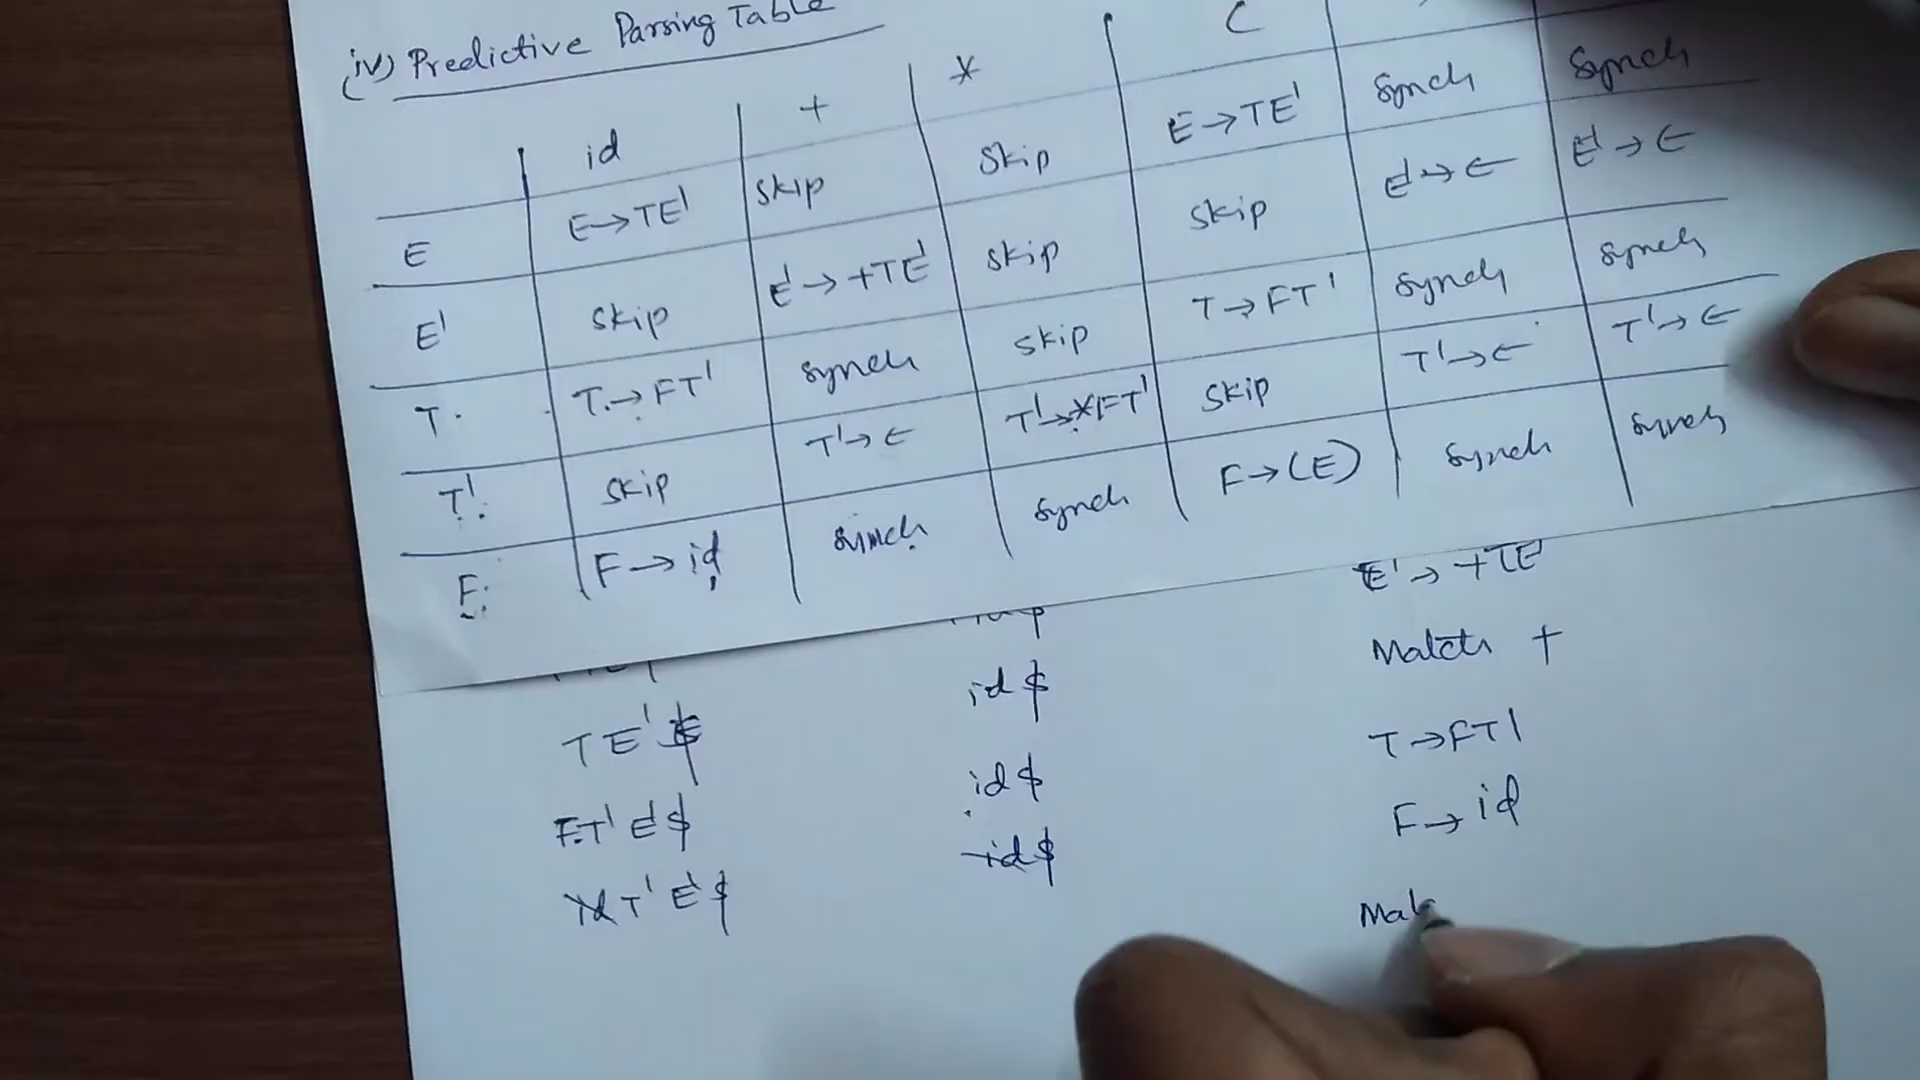 (iv) Predictive Parsing Table
id + * (
E E→TE' skip skip E→TE' synch synch
E' skip E'→+TE' skip skip E'→ϵ E'→ϵ
T T→FT' synch skip T→FT' synch synch
T' skip T'→ϵ T'→*FT' skip T'→ϵ T'→ϵ
F F→id synch synch F→(E) synch synch
E'→+TE'
id$ Match +
TE'$ id$ T→FT'
FT'E'$ id$ F→id
id T'E'$ id$ Mat